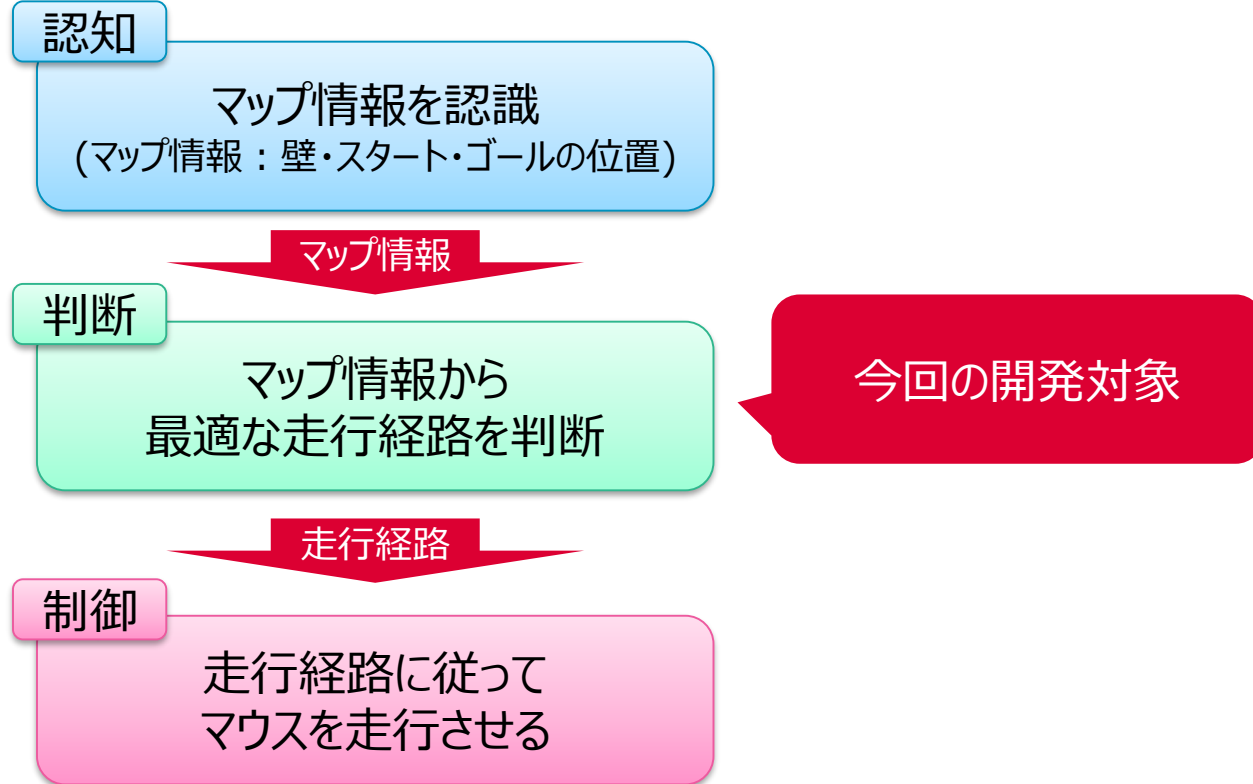 認知
マップ情報を認識
(マップ情報：壁・スタート・ゴールの位置)
マップ情報
判断
マップ情報から
最適な走行経路を判断
今回の開発対象
走行経路
制御
走行経路に従って
マウスを走行させる